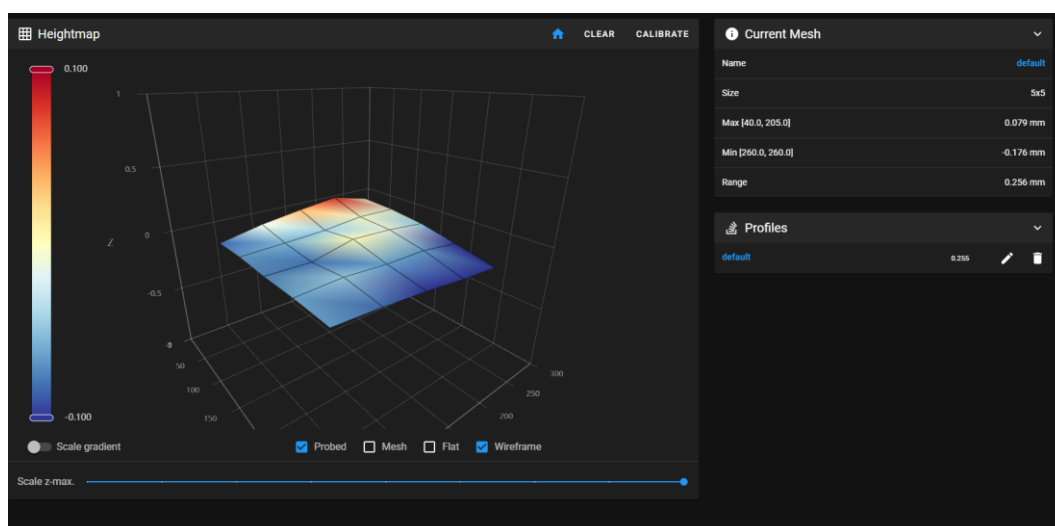 Heightmap
CLEAR CALIBRATE
0.100
-0.100
1
0.5
0
-0.5
Z
50
100
150
200
250
300
Scale gradient
Probed Mesh Flat Wireframe
Scale z-max.
Current Mesh
Name default
Size 5x5
Max [40.0, 205.0] 0.079 mm
Min [260.0, 260.0] -0.176 mm
Range 0.256 mm
Profiles
default 0.255